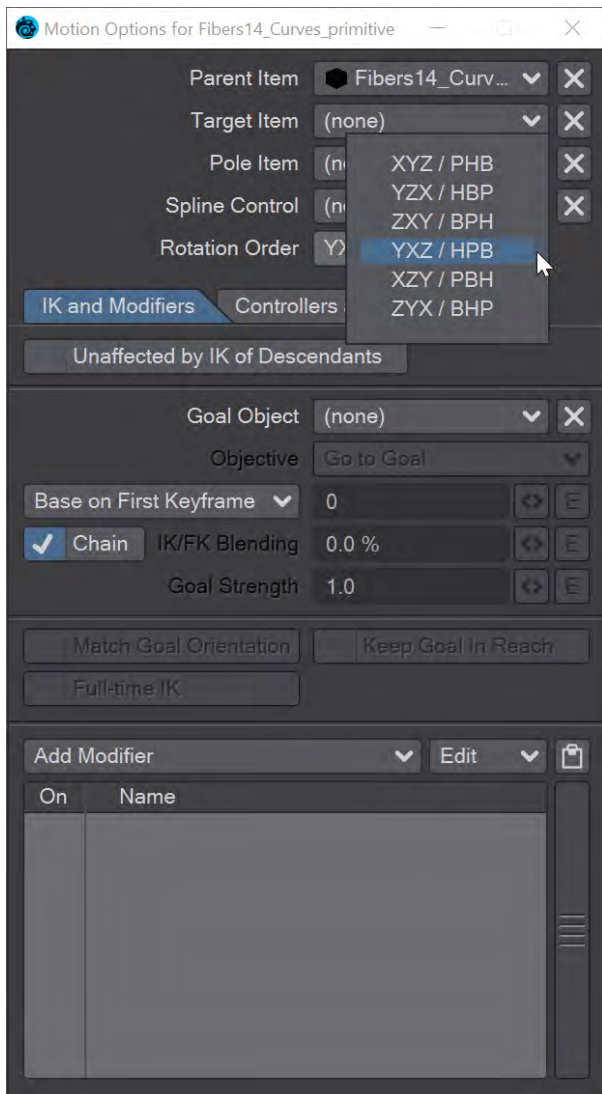 Motion Options for Fibers14_Curves_primitive
Parent Item Fibers14_Curv...
Target Item (none)
Pole Item
Spline Control
Rotation Order
XYZ / PHB
YZX / HBP
ZXY / BPH
YXZ / HPB
XZY / PBH
ZYX / BHP
IK and Modifiers Controllers
Unaffected by IK of Descendants
Goal Object (none)
Objective Go to Goal
Base on First Keyframe 0 E
Chain IK/FK Blending 0.0 % E
Goal Strength 1.0 E
Match Goal Orientation Keep Goal In Reach
Full-time IK
Add Modifier Edit
On Name